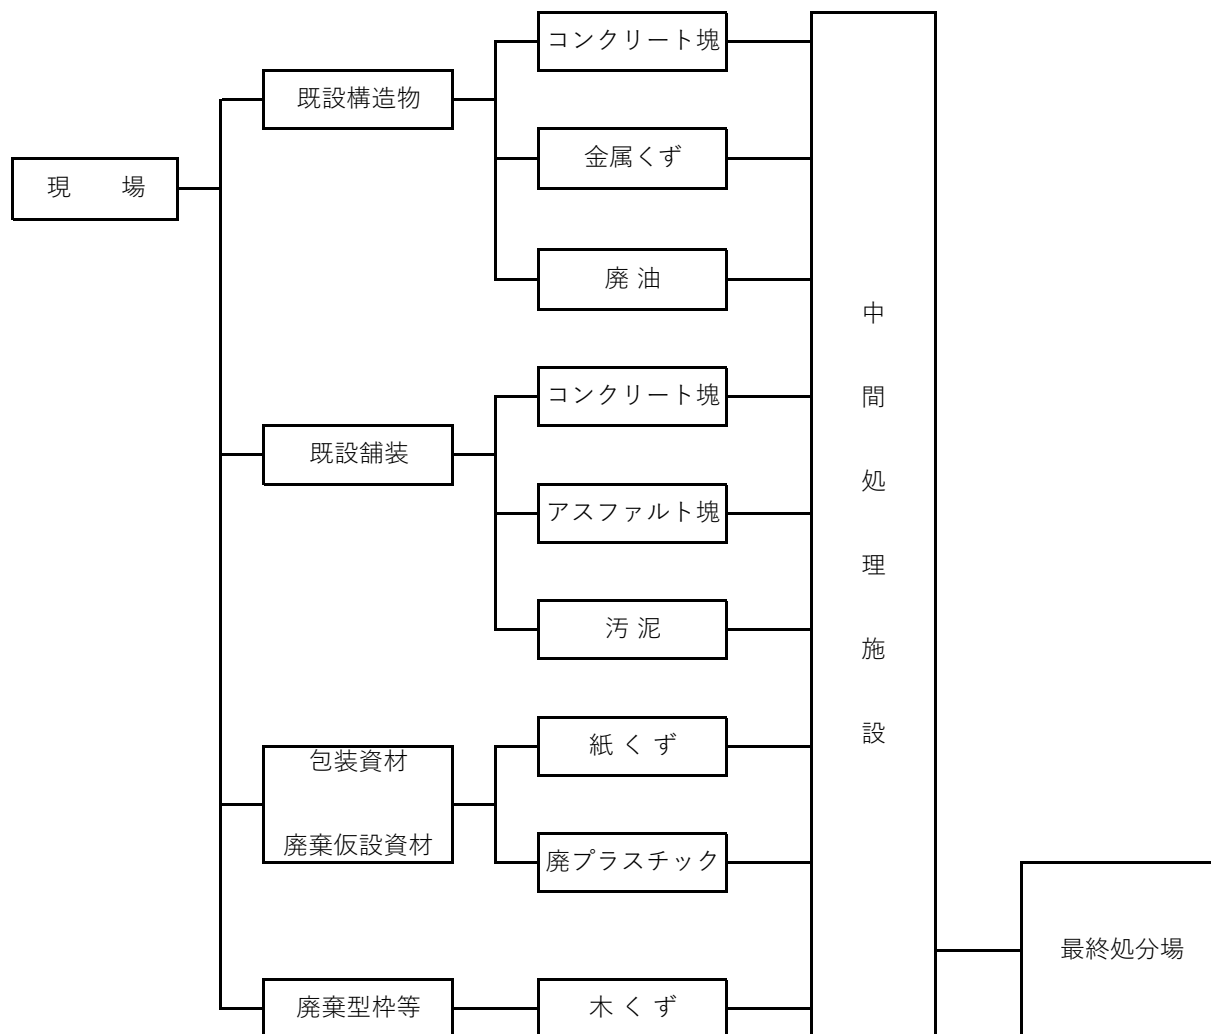 現　場
既設構造物
コンクリート塊
金属くず
廃 油
既設舗装
コンクリート塊
アスファルト塊
汚 泥
包装資材
廃棄仮設資材
紙 く ず
廃プラスチック
廃棄型枠等
木 く ず
中
間
処
理
施
設
最終処分場